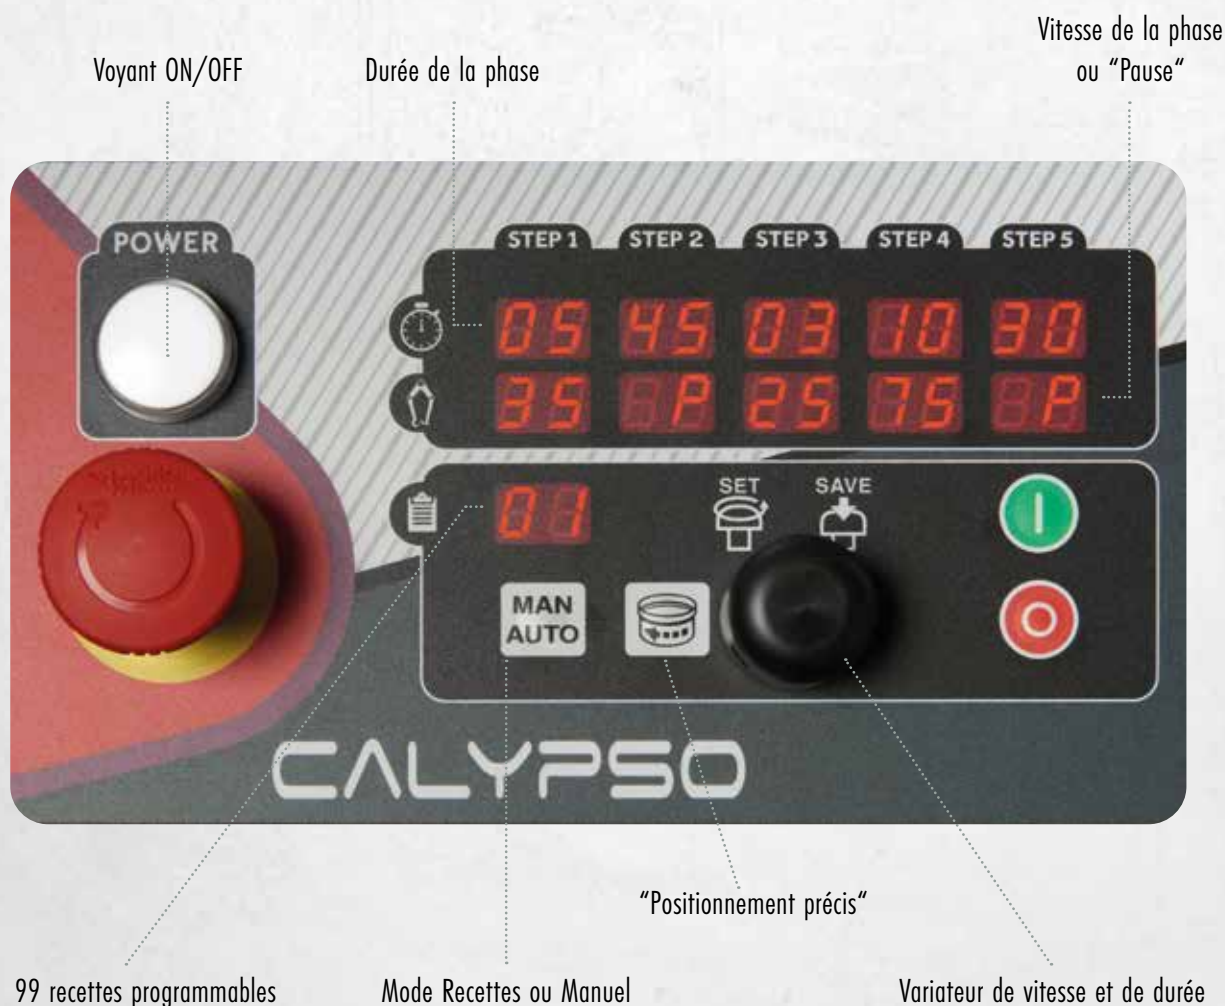 Vitesse de la phase
ou “Pause“
Voyant ON/OFF
Durée de la phase
POWER
STEP 1 STEP 2 STEP 3 STEP 4 STEP 5
05 45 03 10 30
35 P 25 75 P
01
SET SAVE
MAN
AUTO
CALYPSO
“Positionnement précis“
99 recettes programmables
Mode Recettes ou Manuel
Variateur de vitesse et de durée